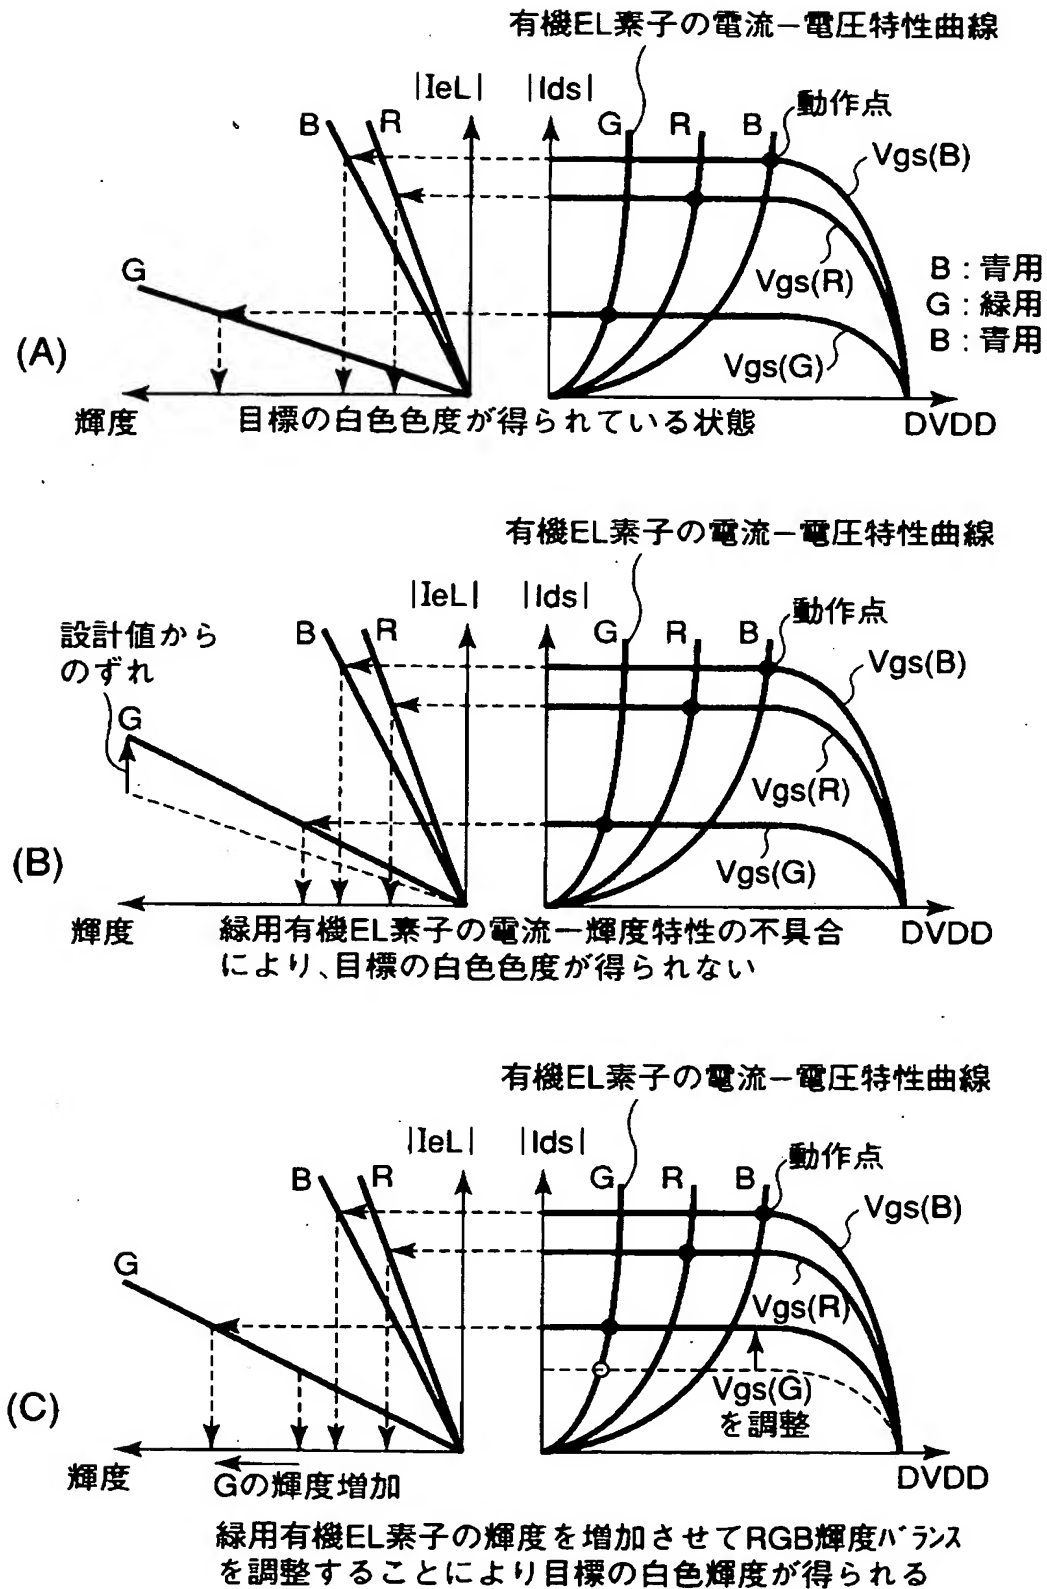 有機EL素子の電流－電圧特性曲線
|IeL|
|Ids|
B
R
G
R
B
動作点
Vgs(B)
G
Vgs(R)
B：青用
G：緑用
B：青用
(A)
Vgs(G)
輝度
目標の白色色度が得られている状態
DVDD
有機EL素子の電流－電圧特性曲線
|IeL|
|Ids|
設計値から
のずれ
B
R
G
R
B
動作点
Vgs(B)
G
Vgs(R)
(B)
Vgs(G)
輝度
緑用有機EL素子の電流－輝度特性の不具合
により、目標の白色色度が得られない
DVDD
有機EL素子の電流－電圧特性曲線
|IeL|
|Ids|
B
R
G
R
B
動作点
Vgs(B)
G
Vgs(R)
(C)
Vgs(G)
を調整
輝度
Gの輝度増加
DVDD
緑用有機EL素子の輝度を増加させてRGB輝度バランス
を調整することにより目標の白色輝度が得られる